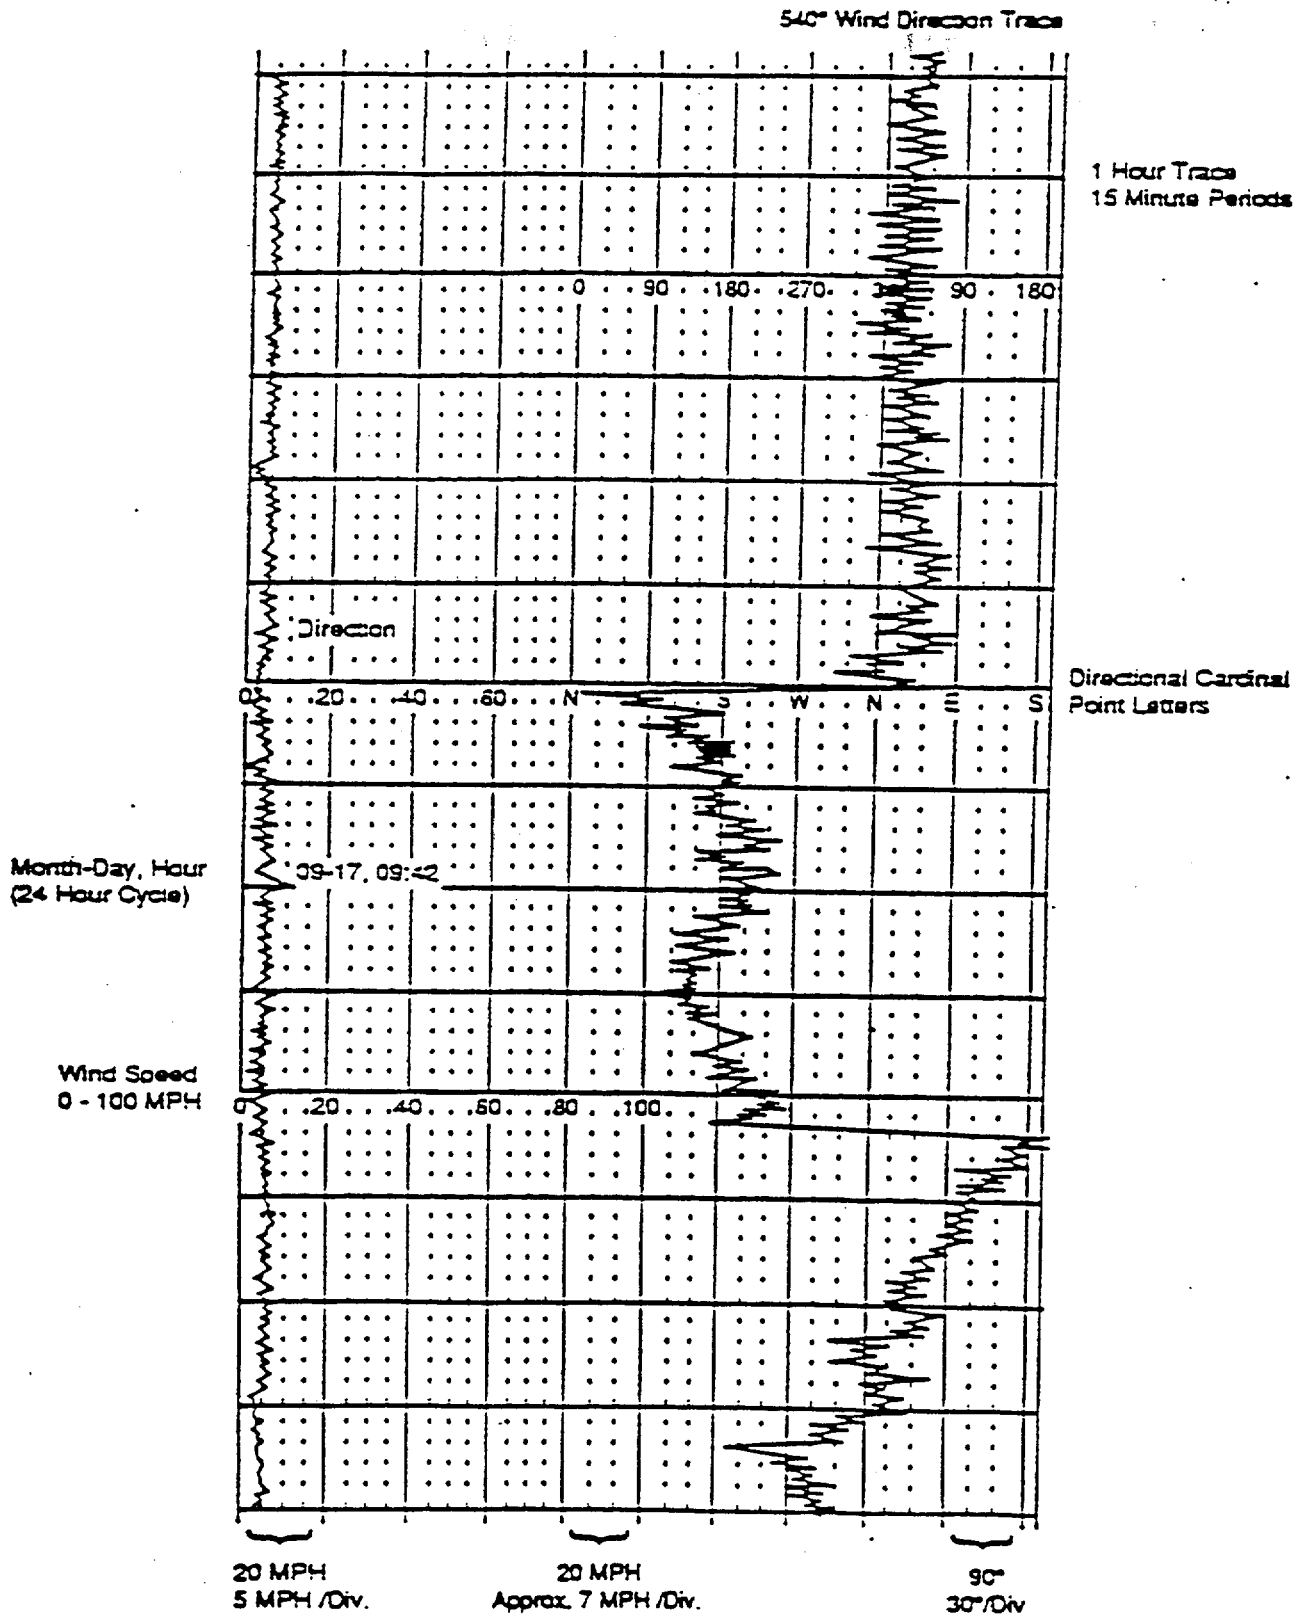 540° Wind Direction Trace
1 Hour Trace
15 Minute Periods
0 90 180 270 90 180
Direction
0 20 40 60 N S W N E S
Directional Cardinal
Point Letters
Month-Day, Hour
(24 Hour Cycle)
09-17, 09:42
Wind Speed
0 - 100 MPH
0 20 40 60 80 100
20 MPH
5 MPH /Div.
20 MPH
Approx. 7 MPH /Div.
90°
30°/Div